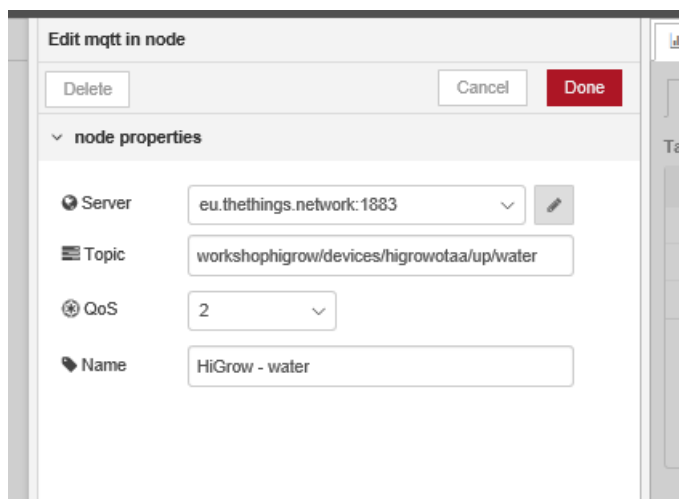 Edit mqtt in node
Delete
Cancel
Done
node properties
Server
eu.thethings.network:1883
Topic
workshophigrow/devices/higrowotaa/up/water
QoS
2
Name
HiGrow - water